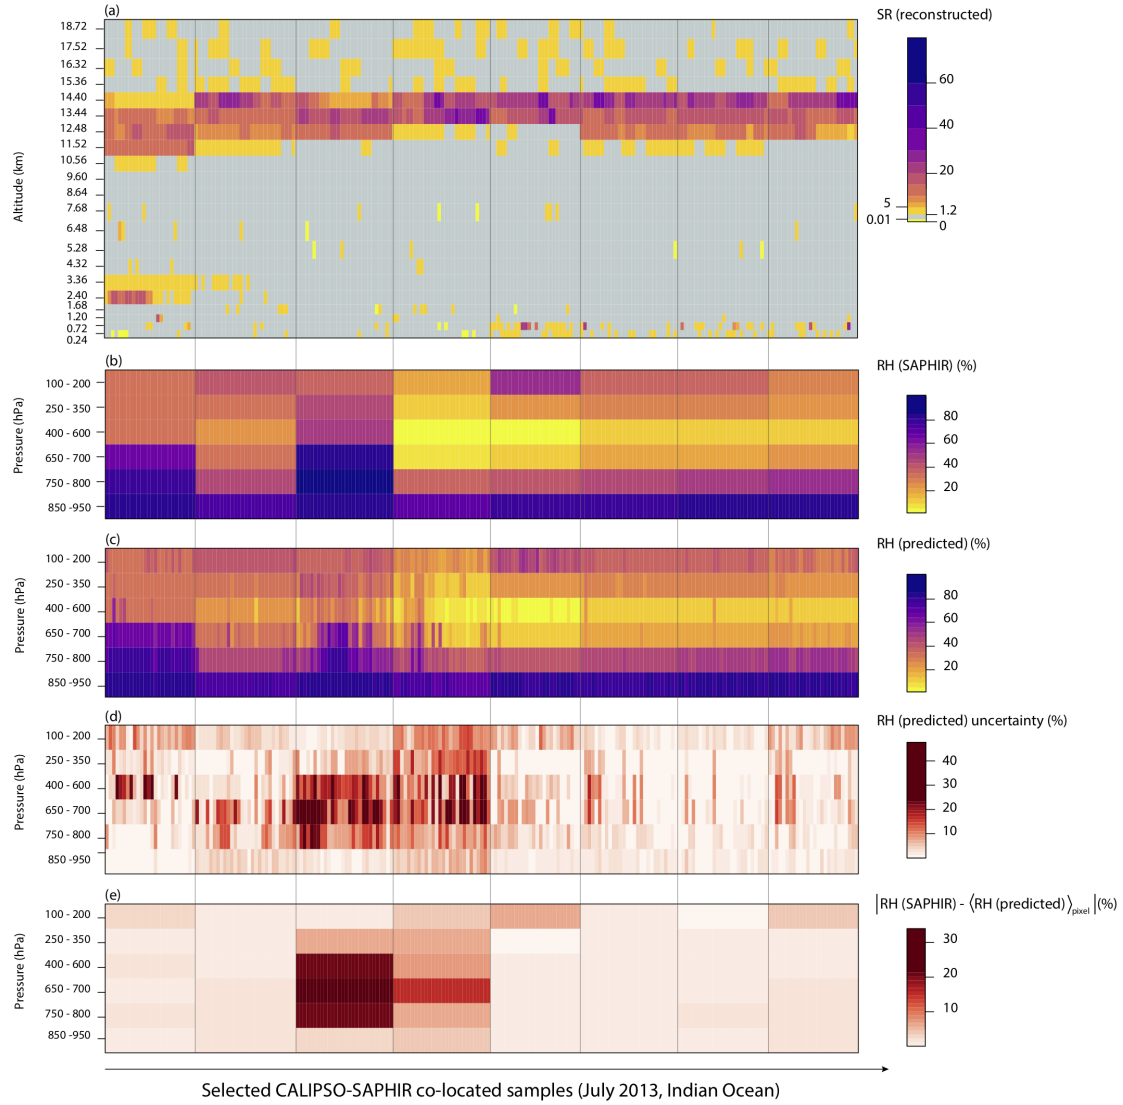 (a)
SR (reconstructed)
18.72
17.52
16.32
15.36
14.40
13.44
12.48
11.52
10.56
9.60
8.64
7.68
6.48
5.28
4.32
3.36
2.40
1.68
1.20
0.72
0.24
Altitude (km)
60
40
20
5
1.2
0.01
0
(b)
RH (SAPHIR) (%)
100 - 200
250 - 350
400 - 600
650 - 700
750 - 800
850 -950
Pressure (hPa)
80
60
40
20
(c)
RH (predicted) (%)
100 - 200
250 - 350
400 - 600
650 - 700
750 - 800
850 -950
Pressure (hPa)
80
60
40
20
(d)
RH (predicted) uncertainty (%)
100 - 200
250 - 350
400 - 600
650 - 700
750 - 800
850 -950
Pressure (hPa)
40
30
20
10
(e)
|RH (SAPHIR) - ⟨RH (predicted)⟩pixel| (%)
100 - 200
250 - 350
400 - 600
650 - 700
750 - 800
850 -950
Pressure (hPa)
30
20
10
Selected CALIPSO-SAPHIR co-located samples (July 2013, Indian Ocean)